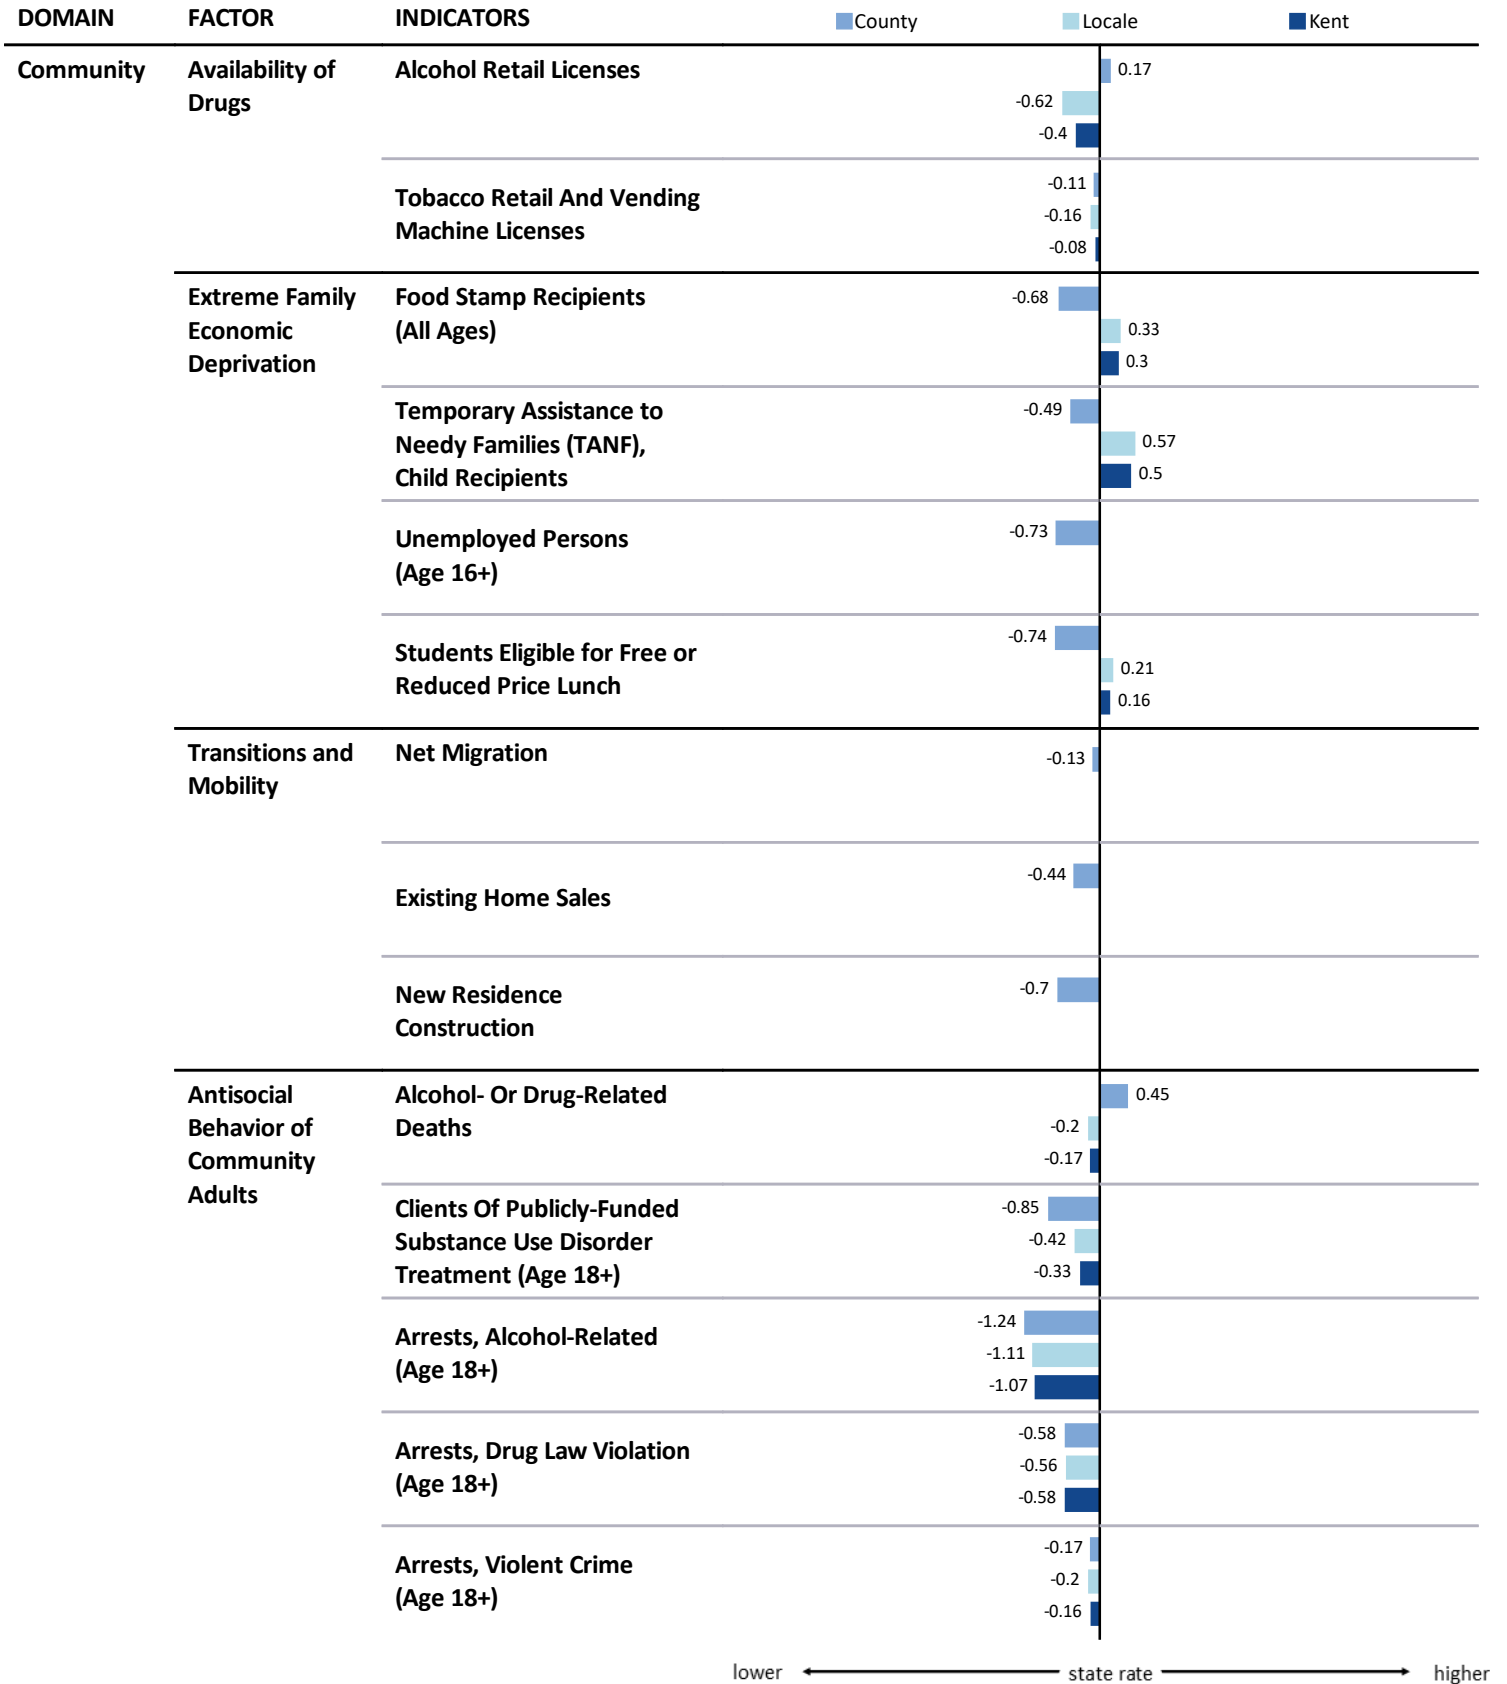 DOMAIN FACTOR INDICATORS County Locale Kent
Community Availability of Alcohol Retail Licenses 0.17
Drugs -0.62
-0.4
-0.11
Tobacco Retail And Vending -0.16
Machine Licenses -0.08
Extreme Family Food Stamp Recipients -0.68
Economic (All Ages) 0.33
Deprivation 0.3
Temporary Assistance to -0.49
Needy Families (TANF), 0.57
Child Recipients 0.5
Unemployed Persons -0.73
(Age 16+)
-0.74
Students Eligible for Free or 0.21
Reduced Price Lunch 0.16
Transitions and Net Migration -0.13
Mobility
-0.44
Existing Home Sales
New Residence -0.7
Construction
Antisocial Alcohol- Or Drug-Related 0.45
Behavior of Deaths -0.2
Community -0.17
Adults Clients Of Publicly-Funded -0.85
Substance Use Disorder -0.42
Treatment (Age 18+) -0.33
-1.24
Arrests, Alcohol-Related -1.11
(Age 18+) -1.07
-0.58
Arrests, Drug Law Violation -0.56
(Age 18+) -0.58
-0.17
Arrests, Violent Crime -0.2
(Age 18+) -0.16
lower state rate higher